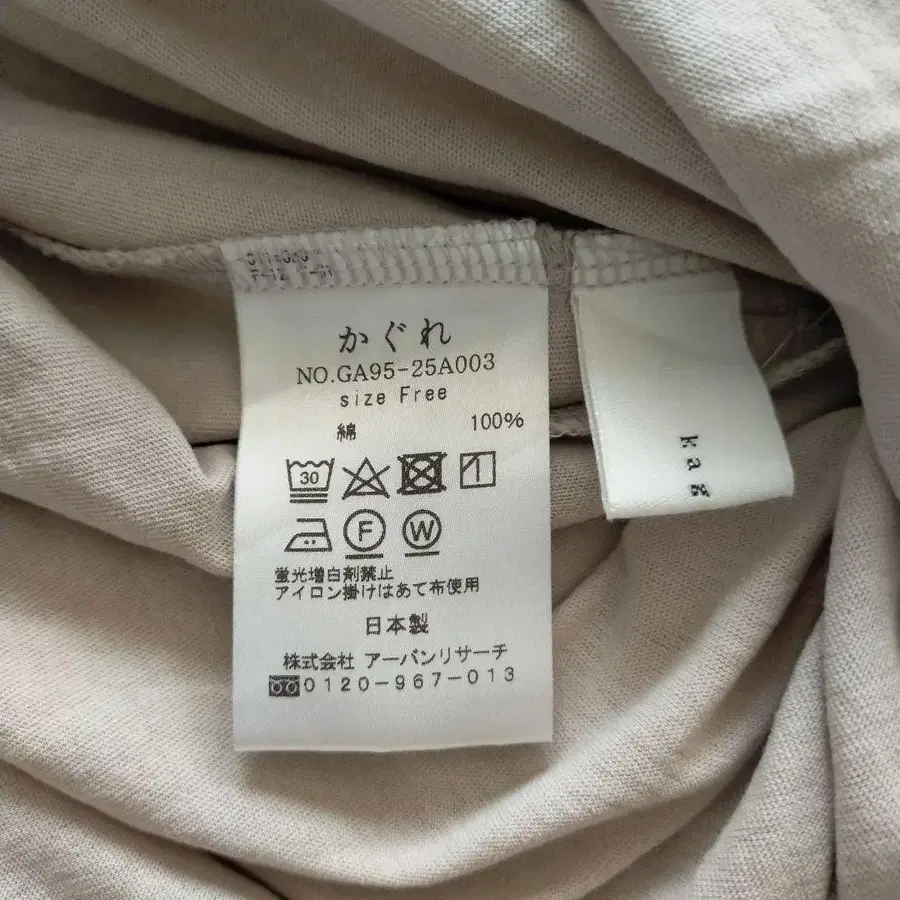 かぐれ
NO.GA95-25A003
size Free
綿 100%
30
F W
蛍光増白剤禁止
アイロン掛けはあて布使用
日本製
株式会社 アーバンリサーチ
0120-967-013